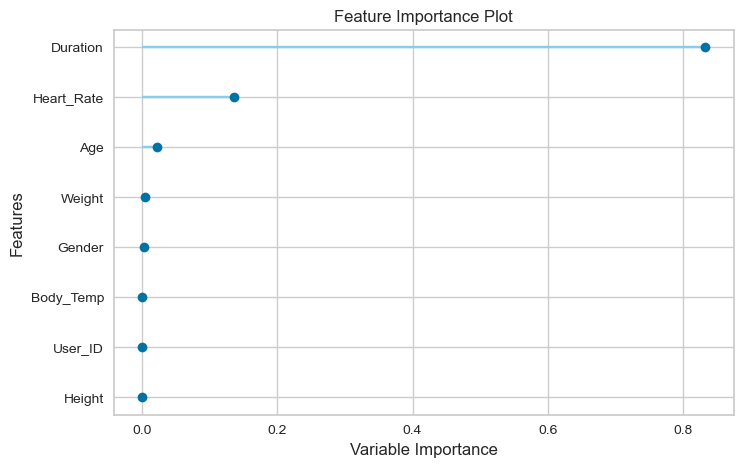 Feature Importance Plot
Duration
Heart_Rate
Age
Weight
Gender
Body_Temp
User_ID
Height
Features
0.0 0.2 0.4 0.6 0.8
Variable Importance